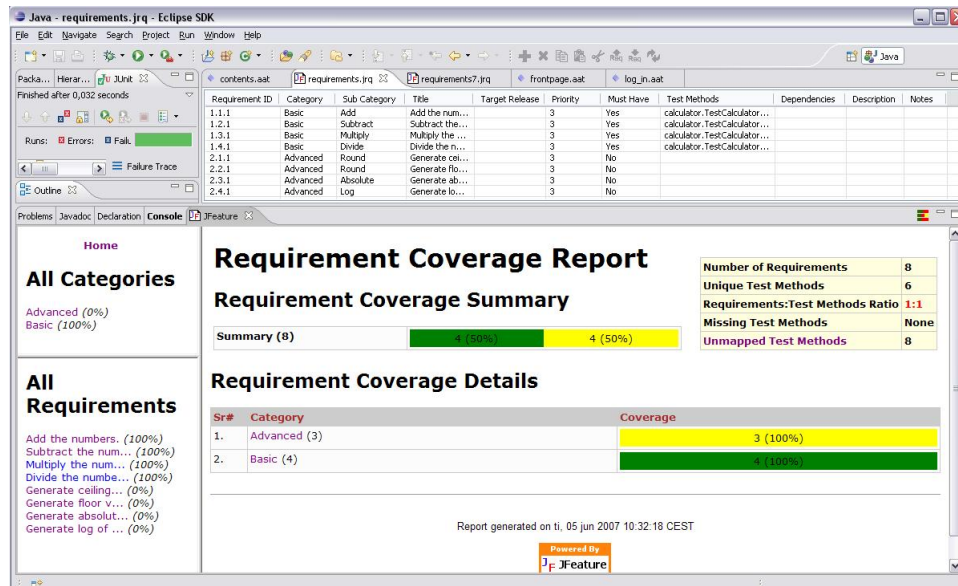 Java - requirements.jrq - Eclipse SDK
File Edit Navigate Search Project Run Window Help
Java
Packa... Hierar... JUnit
contents.aat requirements.jrq requirements7.jrq frontpage.aat log_in.aat
Finished after 0,032 seconds
Runs: Errors: Fail.
Failure Trace
Outline
Requirement ID Category Sub Category Title Target Release Priority Must Have Test Methods Dependencies Description Notes
1.1.1 Basic Add Add the num... 3 Yes calculator.TestCalculator...
1.2.1 Basic Subtract Subtract the... 3 Yes calculator.TestCalculator...
1.3.1 Basic Multiply Multiply the ... 3 Yes calculator.TestCalculator...
1.4.1 Basic Divide Divide the n... 3 Yes calculator.TestCalculator...
2.1.1 Advanced Round Generate cei... 3 No
2.2.1 Advanced Round Generate flo... 3 No
2.3.1 Advanced Absolute Generate ab... 3 No
2.4.1 Advanced Log Generate lo... 3 No
Problems Javadoc Declaration Console JFeature
Home
All Categories
Advanced (0%)
Basic (100%)
All
Requirements
Add the numbers. (100%)
Subtract the num... (100%)
Multiply the num... (100%)
Divide the numbe... (100%)
Generate ceiling... (0%)
Generate floor v... (0%)
Generate absolut... (0%)
Generate log of ... (0%)
Requirement Coverage Report
Requirement Coverage Summary
Summary (8) 4 (50%) 4 (50%)
Number of Requirements 8
Unique Test Methods 6
Requirements:Test Methods Ratio 1:1
Missing Test Methods None
Unmapped Test Methods 8
Requirement Coverage Details
Sr# Category Coverage
1. Advanced (3) 3 (100%)
2. Basic (4) 4 (100%)
Report generated on ti, 05 jun 2007 10:32:18 CEST
Powered By
JF JFeature